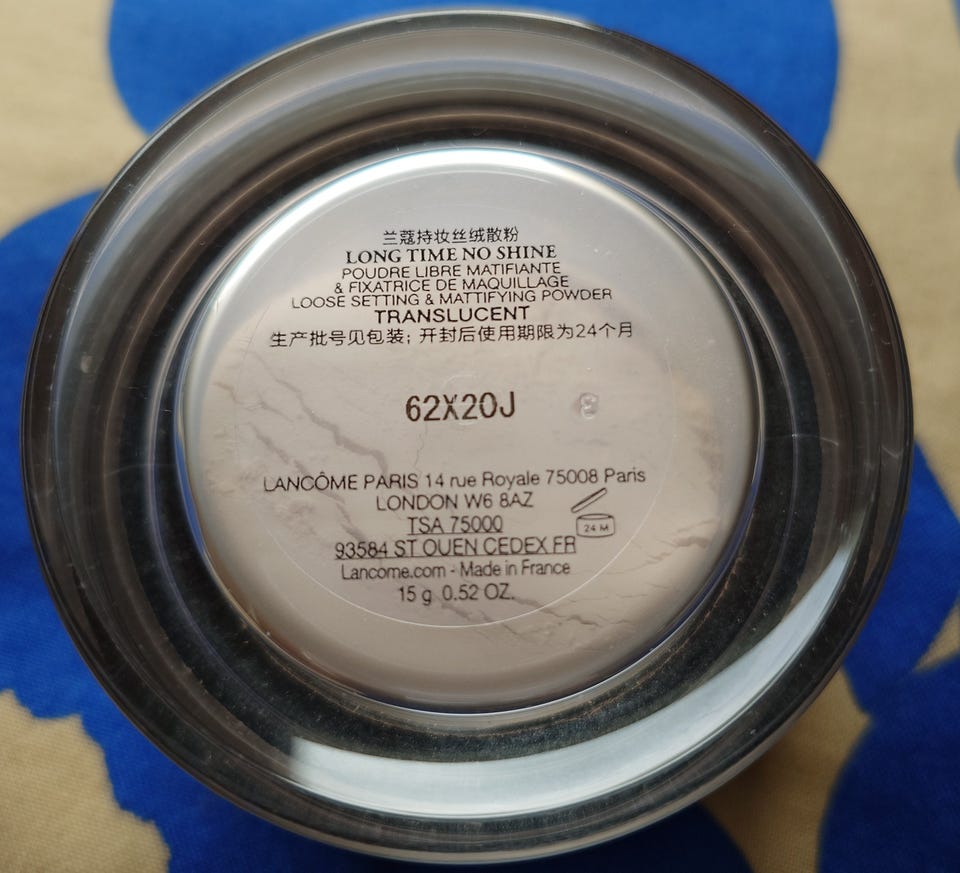 兰蔻持妆丝绒散粉
LONG TIME NO SHINE
POUDRE LIBRE MATIFIANTE
& FIXATRICE DE MAQUILLAGE
LOOSE SETTING & MATTIFYING POWDER
TRANSLUCENT
生产批号见包装; 开封后使用期限为24个月
62X20J 8
LANCÔME PARIS 14 rue Royale 75008 Paris
LONDON W6 8AZ
TSA 75000
24 M
93584 ST OUEN CEDEX FR
Lancome.com - Made in France
15 g 0.52 OZ.